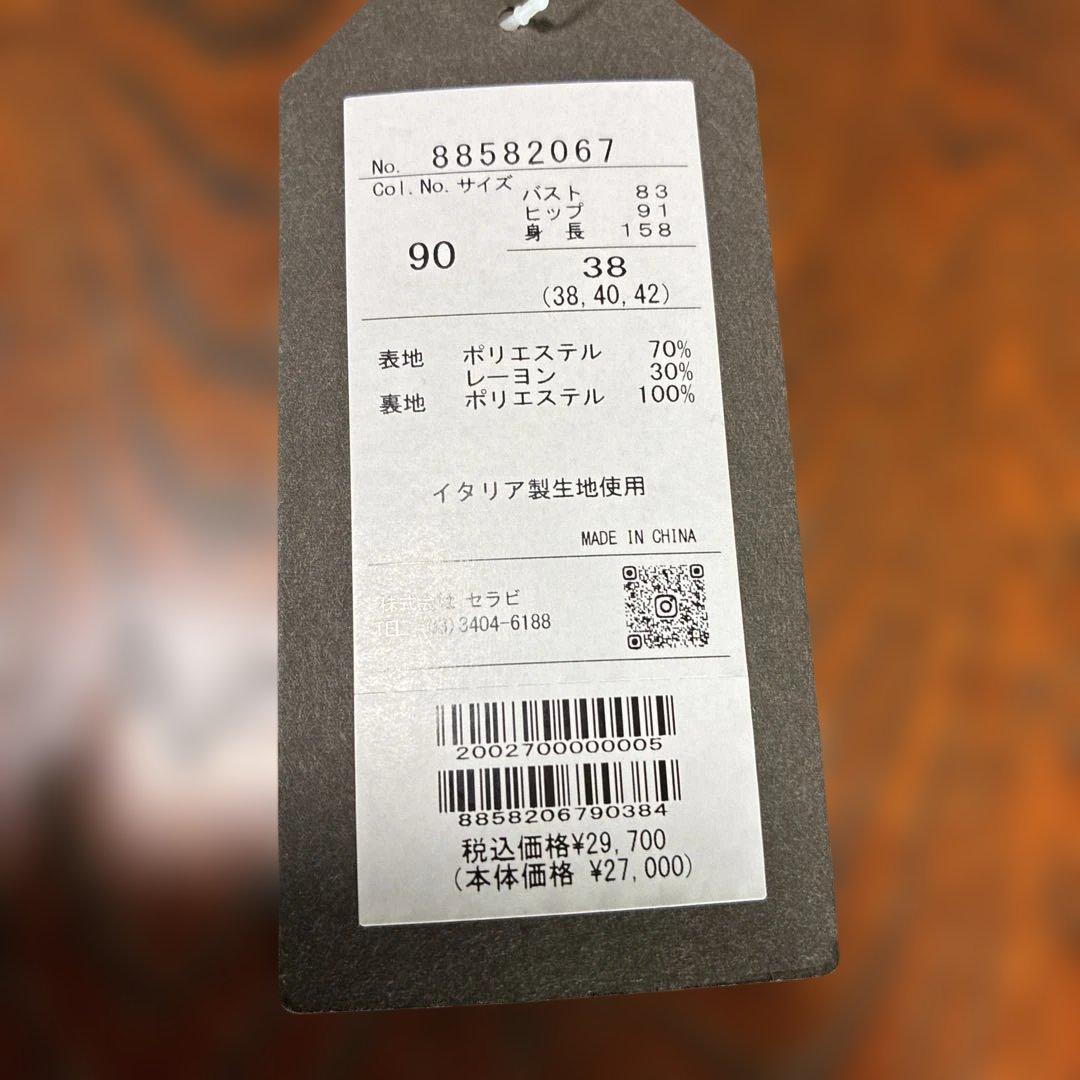 No. 88582067
Col.No. サイズ
バスト 83
ヒップ 91
身長 158
90
38
(38,40,42)
表地 ポリエステル 70%
レーヨン 30%
裏地 ポリエステル 100%
イタリア製生地使用
MADE IN CHINA
セラビ
3404-6188
2002700000005
8858206790384
税込価格¥29,700
(本体価格 ¥27,000)